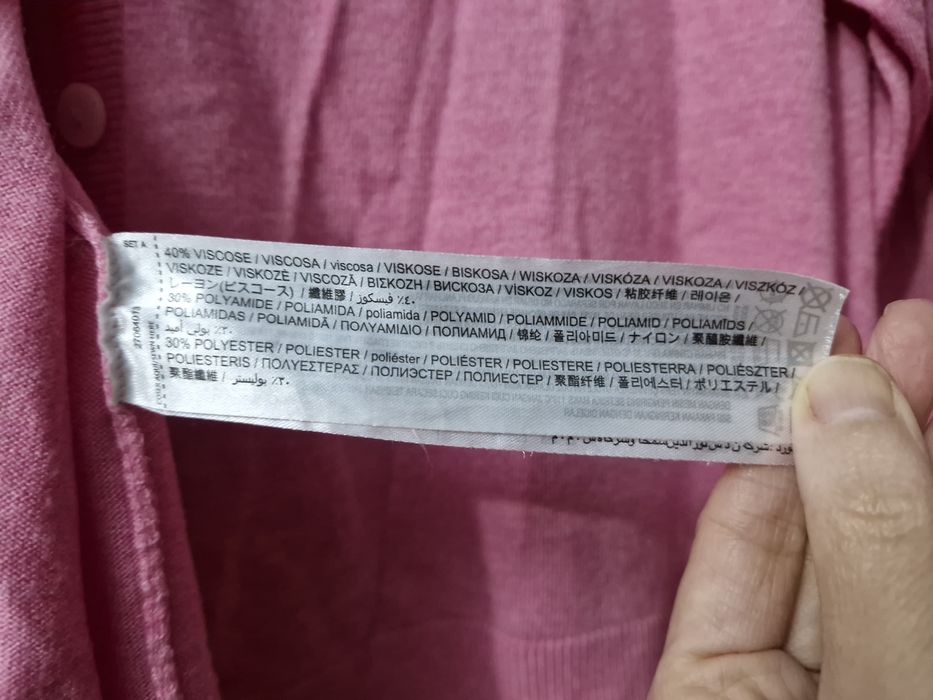 SET A
40% VISCOSE / VISCOSA / viscosa / VISKOSE / BISKOSA / WISKOZA / VISKÓZA / VISKOZA / VISZKÓZ /
VISKOZE / VISKOZĖ / VISCOZĂ / ΒΙΣΚΟΖΗ / ВИСКОЗА / VİSKOZ / VISKOS / 粘胶纤维 / 레이온 /
レーヨン(ビスコース) / 纖維膠 / ٤٠٪ فيسكوز
30% POLYAMIDE / POLIAMIDA / poliamida / POLYAMID / POLIAMMIDE / POLIAMID / POLIAMĪDS /
POLIAMIDAS / POLIAMIDĂ / ΠΟΛΥΑΜΙΔΙΟ / ПОЛИАМИД / 锦纶 / 폴리아미드 / ナイロン / 聚醯胺纖維 /
٣٠٪ بولي أميد
30% POLYESTER / POLIESTER / poliéster / POLIÉSTER / POLIESTERE / POLIESTERRA / POLIÉSZTER /
POLIESTERIS / ΠΟΛΥΕΣΤΕΡΑΣ / ПОЛИЭСТЕР / ПОЛИЕСТЕР / 聚酯纤维 / 폴리에스터 / ポリエステル /
聚酯纖維 / ٣٠٪ بوليستر